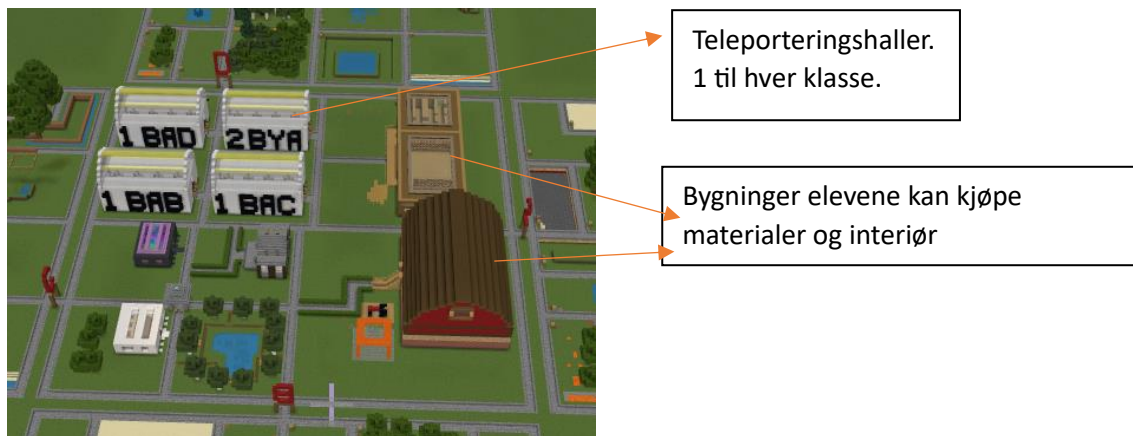 Teleporteringshaller.
1 til hver klasse.
1 BAD
2 BYA
1 BAB
1 BAC
Bygninger elevene kan kjøpe
materialer og interiør